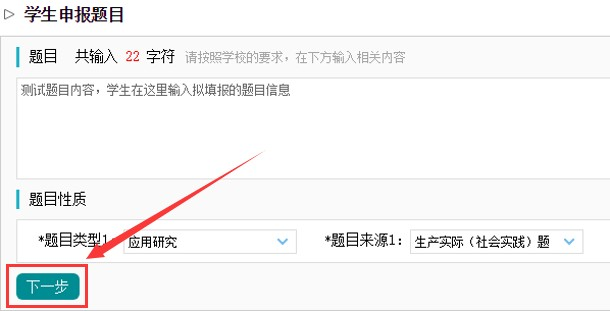 学生申报题目
题目 共输入 22 字符 请按照学校的要求，在下方输入相关内容
测试题目内容，学生在这里输入拟填报的题目信息
题目性质
*题目类型1： 应用研究 *题目来源1： 生产实际（社会实践）题
下一步